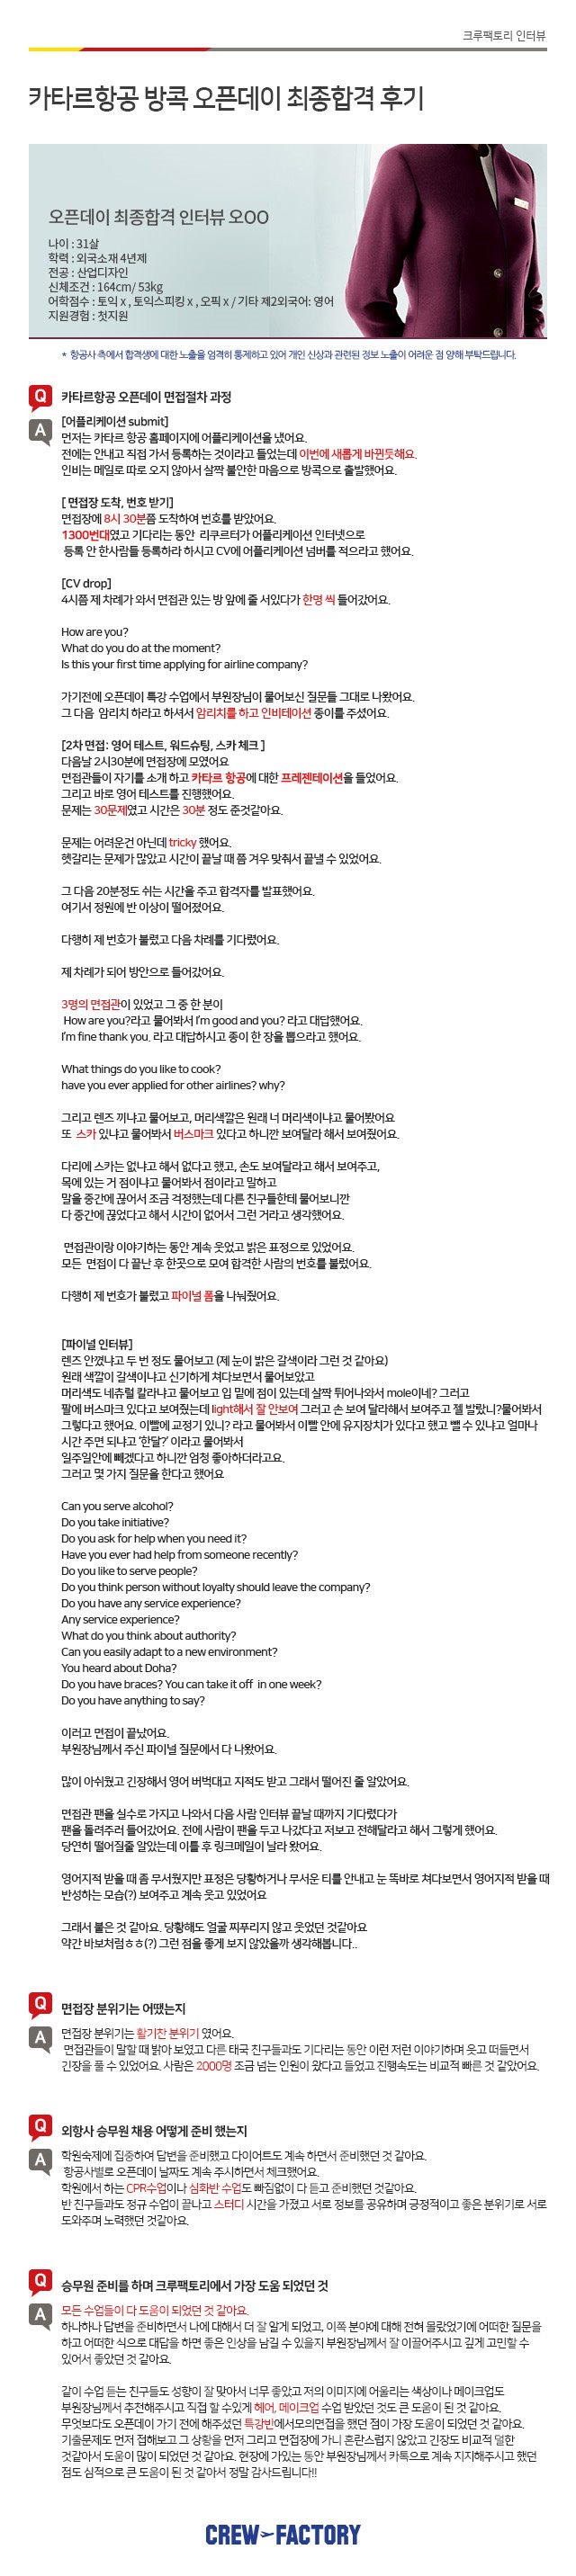 크루팩토리 인터뷰
카타르항공 방콕 오픈데이 최종합격 후기
오픈데이 최종합격 인터뷰 오OO
나이 : 31살
학력 : 외국소재 4년제
전공 : 산업디자인
신체조건 : 164cm/ 53kg
어학점수 : 토익 x , 토익스피킹 x , 오픽 x / 기타 제2외국어: 영어
지원경험 : 첫지원
* 항공사 측에서 합격생에 대한 노출을 엄격히 통제하고 있어 개인 신상과 관련된 정보 노출이 어려운 점 양해 부탁드립니다.
Q 카타르항공 오픈데이 면접절차 과정
A [어플리케이션 submit]
먼저는 카타르 항공 홈페이지에 어플리케이션을 냈어요.
전에는 안내고 직접 가서 등록하는 것이라고 들었는데 이번에 새롭게 바뀐듯해요.
인비는 메일로 따로 오지 않아서 살짝 불안한 마음으로 방콕으로 출발했어요.
[ 면접장 도착, 번호 받기]
면접장에 8시 30분쯤 도착하여 번호를 받았어요.
1300번대였고 기다리는 동안 리쿠르터가 어플리케이션 인터넷으로
등록 안 한사람들 등록하라 하시고 CV에 어플리케이션 넘버를 적으라고 했어요.
[CV drop]
4시쯤 제 차례가 와서 면접관 있는 방 앞에 줄 서있다가 한명 씩 들어갔어요.
How are you?
What do you do at the moment?
Is this your first time applying for airline company?
가기전에 오픈데이 특강 수업에서 부원장님이 물어보신 질문들 그대로 나왔어요.
그 다음 암리치 하라고 하셔서 암리치를 하고 인비테이션 종이를 주셨어요.
[2차 면접: 영어 테스트, 워드슈팅, 스카 체크 ]
다음날 2시30분에 면접장에 모였어요
면접관들이 자기를 소개 하고 카타르 항공에 대한 프레젠테이션을 들었어요.
그리고 바로 영어 테스트를 진행했어요.
문제는 30문제였고 시간은 30분 정도 준것같아요.
문제는 어려운건 아닌데 tricky 했어요.
헷갈리는 문제가 많았고 시간이 끝날 때 쯤 겨우 맞춰서 끝낼 수 있었어요.
그 다음 20분정도 쉬는 시간을 주고 합격자를 발표했어요.
여기서 정원에 반 이상이 떨어졌어요.
다행히 제 번호가 불렸고 다음 차례를 기다렸어요.
제 차례가 되어 방안으로 들어갔어요.
3명의 면접관이 있었고 그 중 한 분이
How are you?라고 물어봐서 I'm good and you? 라고 대답했어요.
I'm fine thank you. 라고 대답하시고 종이 한 장을 뽑으라고 했어요.
What things do you like to cook?
have you ever applied for other airlines? why?
그리고 렌즈 끼냐고 물어보고, 머리색깔은 원래 너 머리색이냐고 물어봤어요
또 스카 있냐고 물어봐서 버스마크 있다고 하니깐 보여달라 해서 보여줬어요.
다리에 스카는 없냐고 해서 없다고 했고, 손도 보여달라고 해서 보여주고,
목에 있는 거 점이냐고 물어봐서 점이라고 말하고
말을 중간에 끊어서 조금 걱정했는데 다른 친구들한테 물어보니깐
다 중간에 끊었다고 해서 시간이 없어서 그런 거라고 생각했어요.
면접관이랑 이야기하는 동안 계속 웃었고 밝은 표정으로 있었어요.
모든 면접이 다 끝난 후 한곳으로 모여 합격한 사람의 번호를 불렀어요.
다행히 제 번호가 불렸고 파이널 폼을 나눠줬어요.
[파이널 인터뷰]
렌즈 안꼈냐고 두 번 정도 물어보고 (제 눈이 밝은 갈색이라 그런 것 같아요)
원래 색깔이 갈색이냐고 신기하게 쳐다보면서 물어보았고
머리색도 네츄럴 칼라냐고 물어보고 입 밑에 점이 있는데 살짝 튀어나와서 mole이네? 그러고
팔에 버스마크 있다고 보여줬는데 light해서 잘 안보여 그러고 손 보여 달라해서 보여주고 젤 발랐니?물어봐서
그렇다고 했어요. 이빨에 교정기 있니? 라고 물어봐서 이빨 안에 유지장치가 있다고 했고 뺄 수 있냐고 얼마나
시간 주면 되냐고 '한달?' 이라고 물어봐서
일주일안에 빼겠다고 하니깐 엄청 좋아하더라고요.
그러고 몇 가지 질문을 한다고 했어요
Can you serve alcohol?
Do you take initiative?
Do you ask for help when you need it?
Have you ever had help from someone recently?
Do you like to serve people?
Do you think person without loyalty should leave the company?
Do you have any service experience?
Any service experience?
What do you think about authority?
Can you easily adapt to a new environment?
You heard about Doha?
Do you have braces? You can take it off in one week?
Do you have anything to say?
이러고 면접이 끝났어요.
부원장님께서 주신 파이널 질문에서 다 나왔어요.
많이 아쉬웠고 긴장해서 영어 버벅대고 지적도 받고 그래서 떨어진 줄 알았어요.
면접관 팬을 실수로 가지고 나와서 다음 사람 인터뷰 끝날 때까지 기다렸다가
팬을 돌려주러 들어갔어요. 전에 사람이 팬을 두고 나갔다고 저보고 전해달라고 해서 그렇게 했어요.
당연히 떨어질줄 알았는데 이틀 후 링크메일이 날라 왔어요.
영어지적 받을 때 좀 무서웠지만 표정은 당황하거나 무서운 티를 안내고 눈 똑바로 쳐다보면서 영어지적 받을 때
반성하는 모습(?) 보여주고 계속 웃고 있었어요
그래서 붙은 것 같아요. 당황해도 얼굴 찌푸리지 않고 웃었던 것같아요
약간 바보처럼ㅎㅎ(?) 그런 점을 좋게 보지 않았을까 생각해봅니다..
Q 면접장 분위기는 어땠는지
A 면접장 분위기는 활기찬 분위기 였어요.
면접관들이 말할 때 밝아 보였고 다른 태국 친구들과도 기다리는 동안 이런 저런 이야기하며 웃고 떠들면서
긴장을 풀 수 있었어요. 사람은 2000명 조금 넘는 인원이 왔다고 들었고 진행속도는 비교적 빠른 것 같았어요.
Q 외항사 승무원 채용 어떻게 준비 했는지
A 학원숙제에 집중하여 답변을 준비했고 다이어트도 계속 하면서 준비했던 것 같아요.
항공사별로 오픈데이 날짜도 계속 주시하면서 체크했어요.
학원에서 하는 CPR수업이나 심화반 수업도 빠짐없이 다 듣고 준비했던것같아요.
반 친구들과도 정규 수업이 끝나고 스터디 시간을 가졌고 서로 정보를 공유하며 긍정적이고 좋은 분위기로 서로
도와주며 노력했던 것같아요.
Q 승무원 준비를 하며 크루팩토리에서 가장 도움 되었던 것
A 모든 수업들이 다 도움이 되었던 것 같아요.
하나하나 답변을 준비하면서 나에 대해서 더 잘 알게 되었고, 이쪽 분야에 대해 전혀 몰랐었기에 어떠한 질문을
하고 어떠한 식으로 대답을 하면 좋은 인상을 남길 수 있을지 부원장님께서 잘 이끌어주시고 깊게 고민할 수
있어서 좋았던 것 같아요.
같이 수업 듣는 친구들도 성향이 잘 맞아서 너무 좋았고 저의 이미지에 어울리는 색상이나 메이크업도
부원장님께서 추천해주시고 직접 할 수있게 헤어, 메이크업 수업 받았던 것도 큰 도움이 된 것 같아요.
무엇보다도 오픈데이 가기 전에 해주셨던 특강반에서모의면접을 했던 점이 가장 도움이 되었던 것 같아요.
기출문제도 먼저 접해보고 그 상황을 먼저 그리고 면접장에 가니 혼란스럽지 않았고 긴장도 비교적 덜한
것같아서 도움이 많이 되었던 것 같아요. 현장에 가있는 동안 부원장님께서 카톡으로 계속 지지해주시고 했던
점도 심적으로 큰 도움이 된 것 같아서 정말 감사드립니다!!
CREW FACTORY